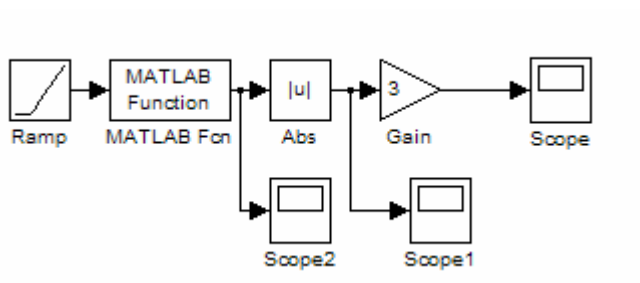 MATLAB
Function
|u|
3
Ramp
MATLAB Fcn
Abs
Gain
Scope
Scope2
Scope1